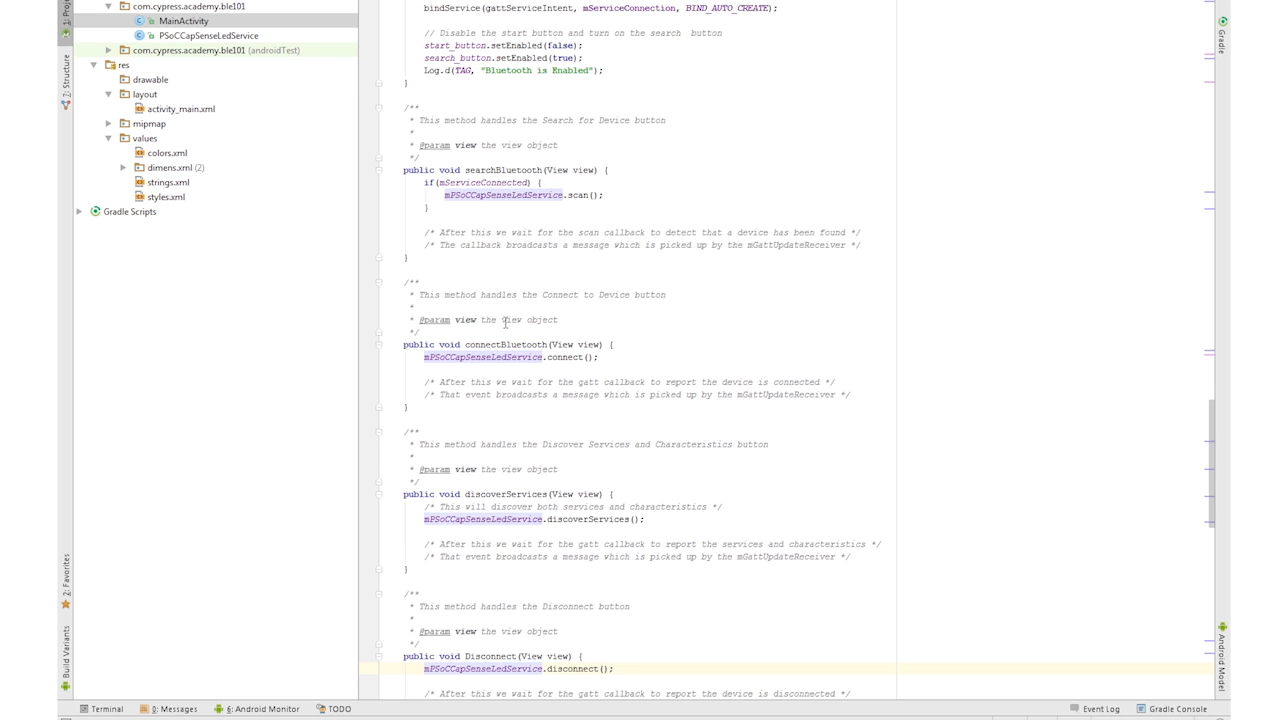 com.cypress.academy.ble101
MainActivity
PSoCCapSenseLedService
com.cypress.academy.ble101 (androidTest)
res
drawable
layout
activity_main.xml
mipmap
values
colors.xml
dimens.xml (2)
strings.xml
styles.xml
Gradle Scripts
1: Proje
7: Structure
2: Favorites
Build Variants
bindService(gattServiceIntent, mServiceConnection, BIND_AUTO_CREATE);
// Disable the start button and turn on the search  button
start_button.setEnabled(false);
search_button.setEnabled(true);
Log.d(TAG, "Bluetooth is Enabled");
}
/**
* This method handles the Search for Device button
*
* @param view the view object
*/
public void searchBluetooth(View view) {
if(mServiceConnected) {
mPSoCCapSenseLedService.scan();
}
/* After this we wait for the scan callback to detect that a device has been found */
/* The callback broadcasts a message which is picked up by the mGattUpdateReceiver */
}
/**
* This method handles the Connect to Device button
*
* @param view the view object
*/
public void connectBluetooth(View view) {
mPSoCCapSenseLedService.connect();
/* After this we wait for the gatt callback to report the device is connected */
/* That event broadcasts a message which is picked up by the mGattUpdateReceiver */
}
/**
* This method handles the Discover Services and Characteristics button
*
* @param view the view object
*/
public void discoverServices(View view) {
/* This will discover both services and characteristics */
mPSoCCapSenseLedService.discoverServices();
/* After this we wait for the gatt callback to report the services and characteristics */
/* That event broadcasts a message which is picked up by the mGattUpdateReceiver */
}
/**
* This method handles the Disconnect button
*
* @param view the view object
*/
public void Disconnect(View view) {
mPSoCCapSenseLedService.disconnect();
/* After this we wait for the gatt callback to report the device is disconnected */
Gradle
Android Model
Terminal
0: Messages
6: Android Monitor
TODO
Event Log
Gradle Console